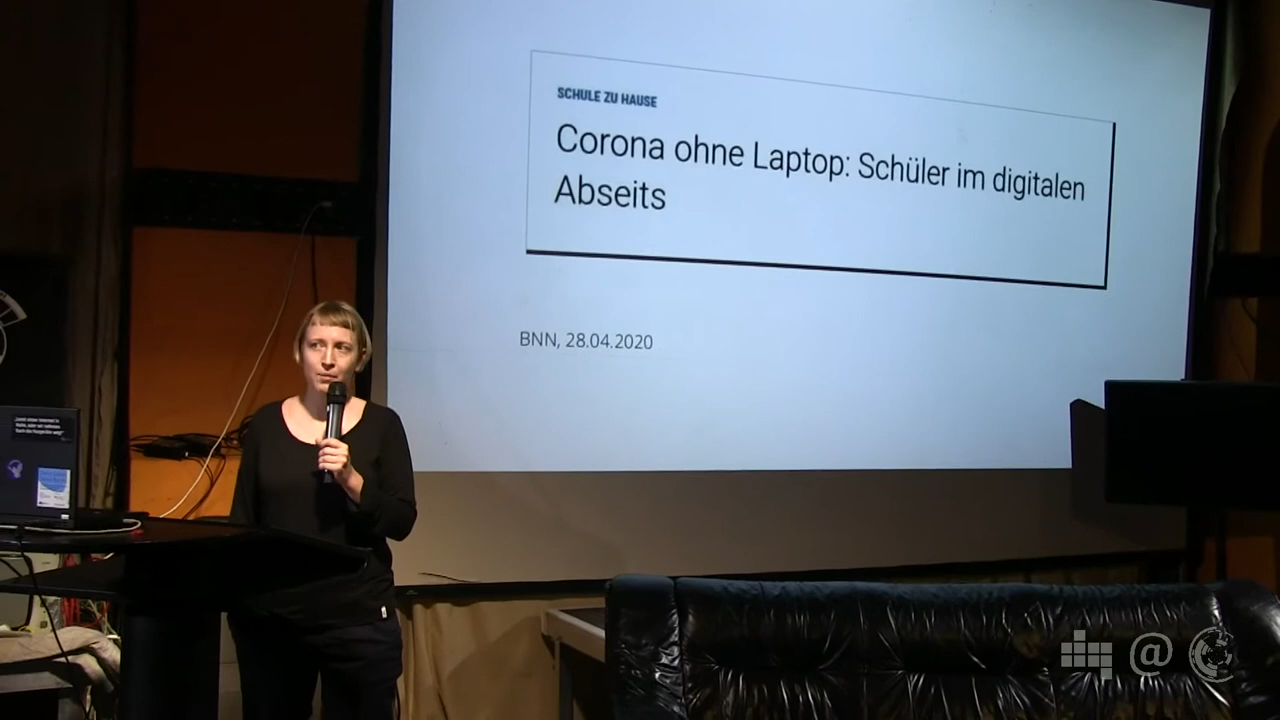 SCHULE ZU HAUSE
Corona ohne Laptop: Schüler im digitalen
Abseits
BNN, 28.04.2020
@